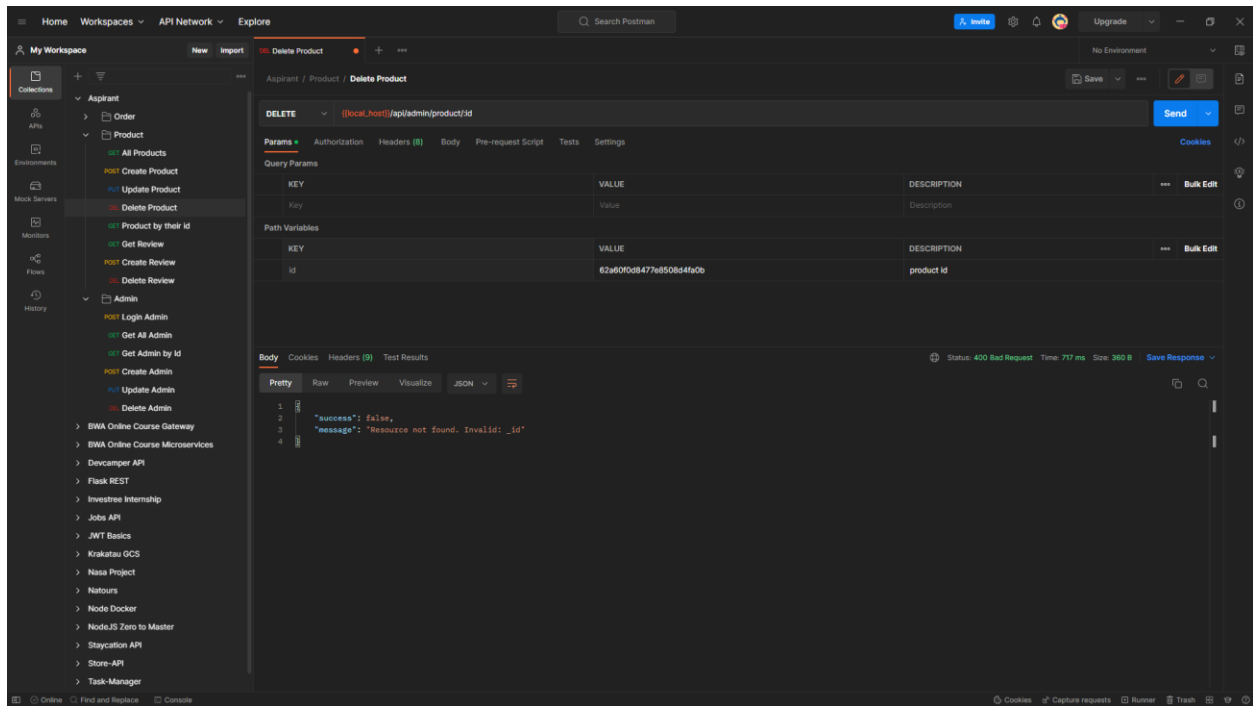 Home Workspaces API Network Explore Search Postman Invite Upgrade
My Workspace New Import DEL Delete Product No Environment
Collections
APIs
Environments
Mock Servers
Monitors
Flows
History
Aspirant
Order
Product
GET All Products
POST Create Product
PUT Update Product
DEL Delete Product
GET Product by their id
GET Get Review
POST Create Review
DEL Delete Review
Admin
POST Login Admin
GET Get All Admin
GET Get Admin by Id
POST Create Admin
PUT Update Admin
DEL Delete Admin
BWA Online Course Gateway
BWA Online Course Microservices
Devcamper API
Flask REST
Investree Internship
Jobs API
JWT Basics
Krakatau GCS
Nasa Project
Natours
Node Docker
NodeJS Zero to Master
Staycation API
Store-API
Task-Manager
Aspirant / Product / Delete Product Save
DELETE {{local_host}}/api/admin/product/:id Send
Params Authorization Headers (8) Body Pre-request Script Tests Settings Cookies
Query Params
KEY VALUE DESCRIPTION Bulk Edit
Key Value Description
Path Variables
KEY VALUE DESCRIPTION Bulk Edit
id 62a60f0d8477e8508d4fa0b product id
Body Cookies Headers (9) Test Results Status: 400 Bad Request Time: 717 ms Size: 360 B Save Response
Pretty Raw Preview Visualize JSON
1 {
2 "success": false,
3 "message": "Resource not found. Invalid: _id"
4 }
Online Find and Replace Console Cookies Capture requests Runner Trash